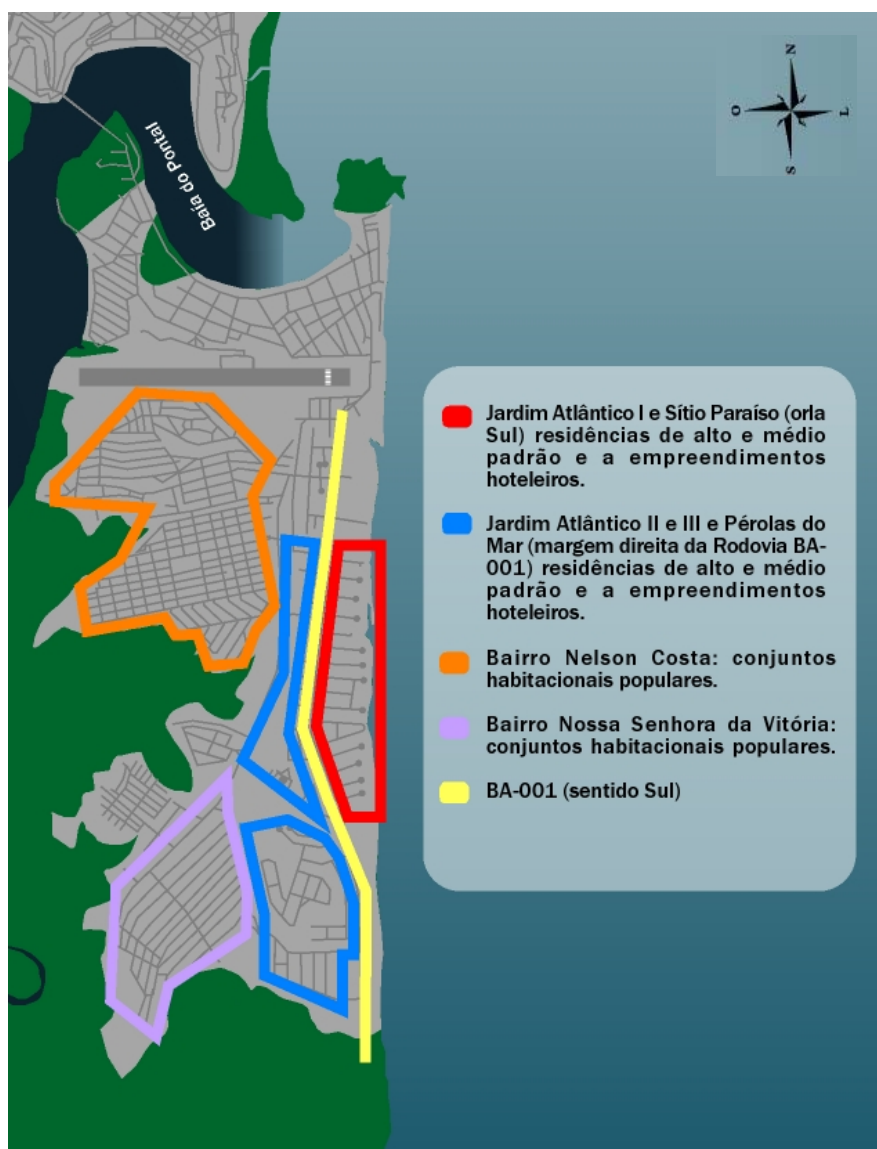 N
O
L
S
Baía do Pontal
Jardim Atlântico I e Sítio Paraíso (orla
Sul) residências de alto e médio
padrão e a empreendimentos
hoteleiros.
Jardim Atlântico II e III e Pérolas do
Mar (margem direita da Rodovia BA-
001) residências de alto e médio
padrão e a empreendimentos
hoteleiros.
Bairro Nelson Costa: conjuntos
habitacionais populares.
Bairro Nossa Senhora da Vitória:
conjuntos habitacionais populares.
BA-001 (sentido Sul)